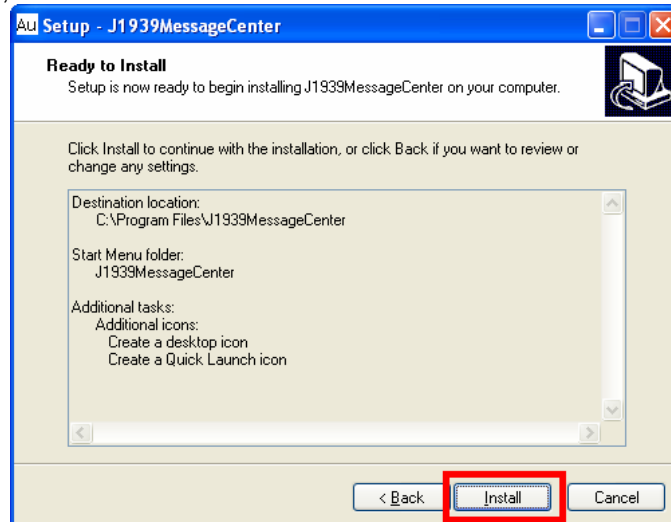 Au Setup - J1939MessageCenter
Ready to Install
Setup is now ready to begin installing J1939MessageCenter on your computer.
Click Install to continue with the installation, or click Back if you want to review or
change any settings.
Destination location:
C:\Program Files\J1939MessageCenter
Start Menu folder:
J1939MessageCenter
Additional tasks:
Additional icons:
Create a desktop icon
Create a Quick Launch icon
< Back
Install
Cancel